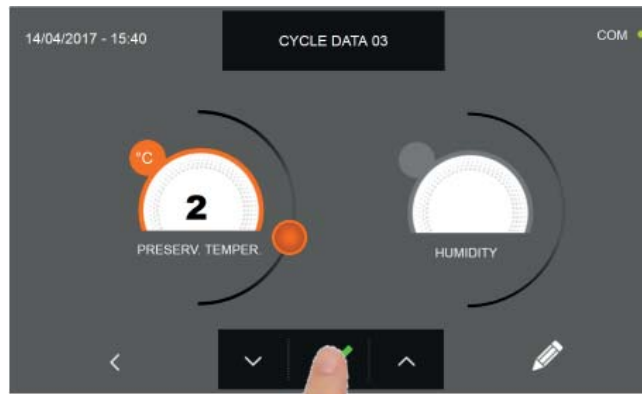 14/04/2017 - 15:40
CYCLE DATA 03
COM
°C
2
PRESERV. TEMPER.
HUMIDITY